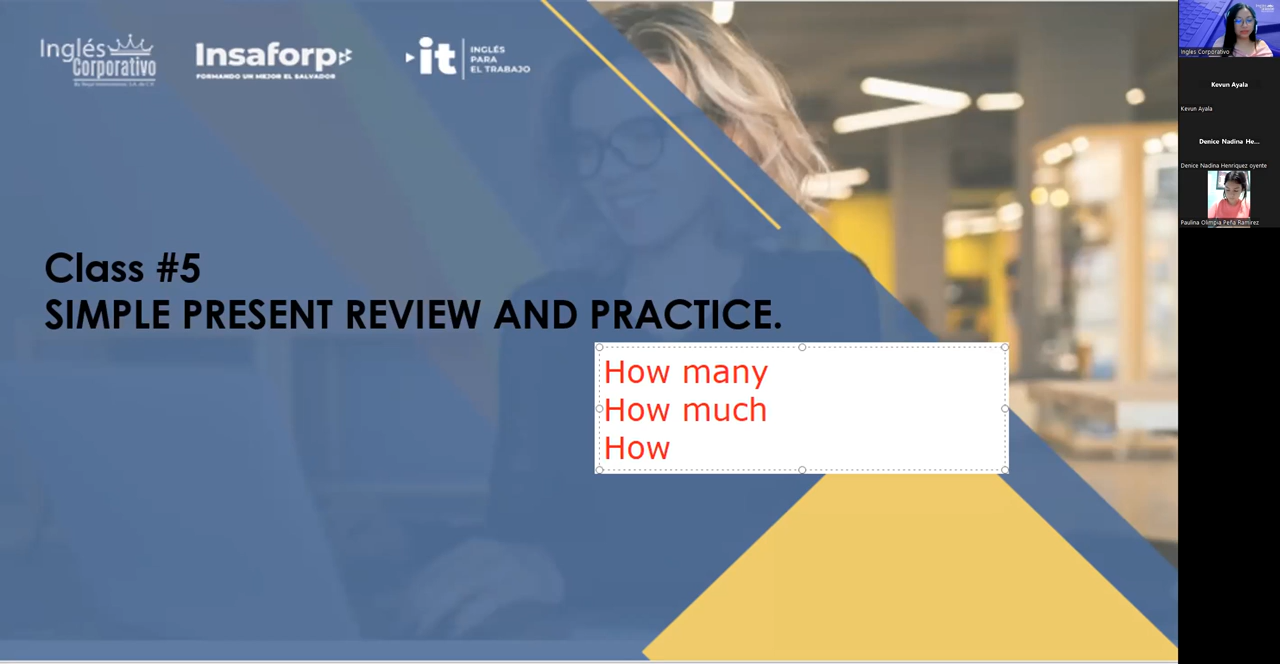 Inglés
Corporativo
Insaforp
FORMANDO UN MEJOR EL SALVADOR
it
INGLÉS
PARA
EL TRABAJO
Class #5
SIMPLE PRESENT REVIEW AND PRACTICE.
How many
How much
How
Ingles Corporativo
Kevun Ayala
Kevun Ayala
Denice Nadina He...
Denice Nadina Henriquez oyente
Paulina Olimpia Peña Ramirez